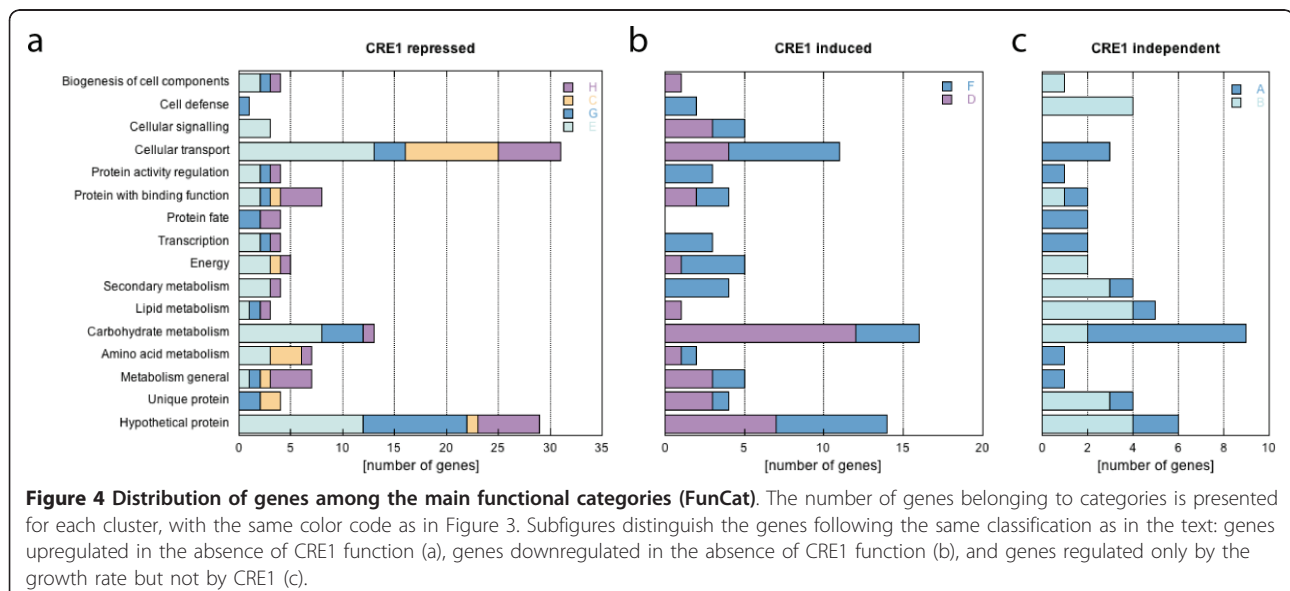 a
CRE1 repressed
b
CRE1 induced
c
CRE1 independent
Biogenesis of cell components
Cell defense
Cellular signalling
Cellular transport
Protein activity regulation
Protein with binding function
Protein fate
Transcription
Energy
Secondary metabolism
Lipid metabolism
Carbohydrate metabolism
Amino acid metabolism
Metabolism general
Unique protein
Hypothetical protein
H
C
G
E
F
D
A
B
0 5 10 15 20 25 30 35
[number of genes]
0 5 10 15 20
[number of genes]
0 2 4 6 8 10
[number of genes]
Figure 4 Distribution of genes among the main functional categories (FunCat). The number of genes belonging to categories is presented
for each cluster, with the same color code as in Figure 3. Subfigures distinguish the genes following the same classification as in the text: genes
upregulated in the absence of CRE1 function (a), genes downregulated in the absence of CRE1 function (b), and genes regulated only by the
growth rate but not by CRE1 (c).